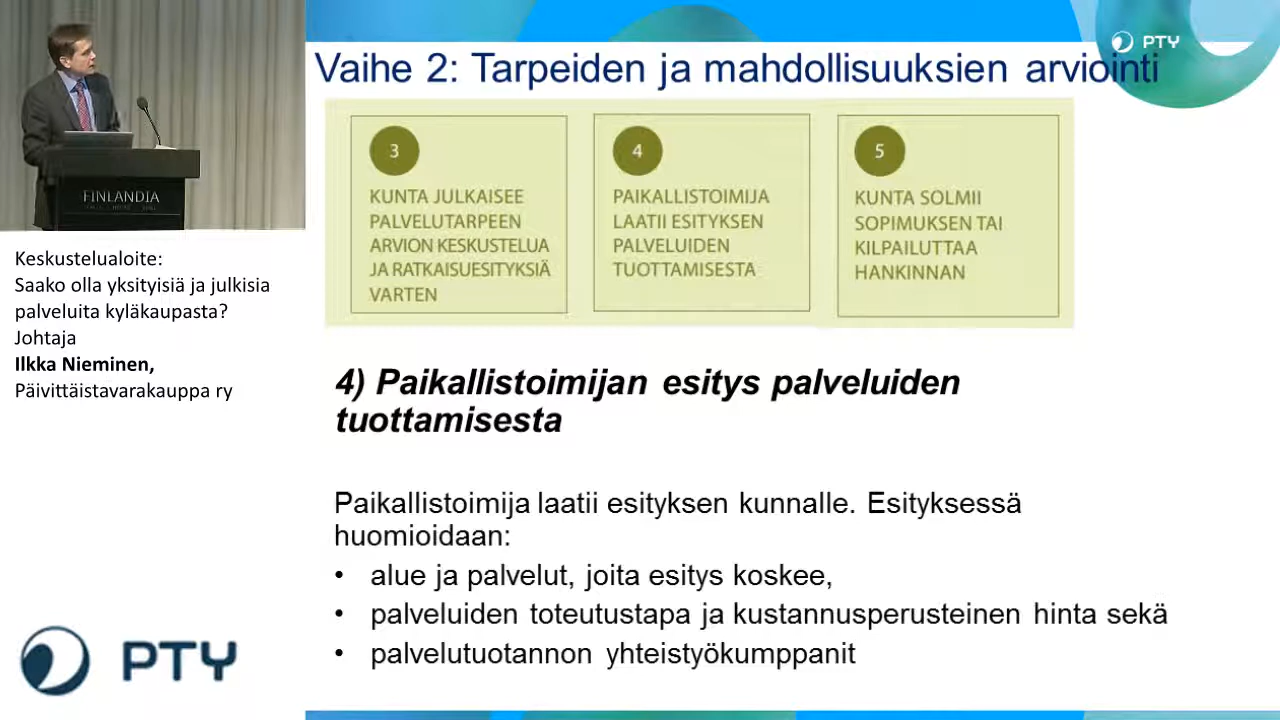 PTY
Vaihe 2: Tarpeiden ja mahdollisuuksien arviointi
3
KUNTA JULKAISEE
PALVELUTARPEEN
ARVION KESKUSTELUA
JA RATKAISUESITYKSIÄ
VARTEN
4
PAIKALLISTOIMIJA
LAATII ESITYKSEN
PALVELUIDEN
TUOTTAMISESTA
5
KUNTA SOLMII
SOPIMUKSEN TAI
KILPAILUTTAA
HANKINNAN
FINLANDIA
Keskustelualoite:
Saako olla yksityisiä ja julkisia
palveluita kyläkaupasta?
Johtaja
Ilkka Nieminen,
Päivittäistavarakauppa ry
4) Paikallistoimijan esitys palveluiden
tuottamisesta
Paikallistoimija laatii esityksen kunnalle. Esityksessä
huomioidaan:
• alue ja palvelut, joita esitys koskee,
• palveluiden toteutustapa ja kustannusperusteinen hinta sekä
• palvelutuotannon yhteistyökumppanit
PTY